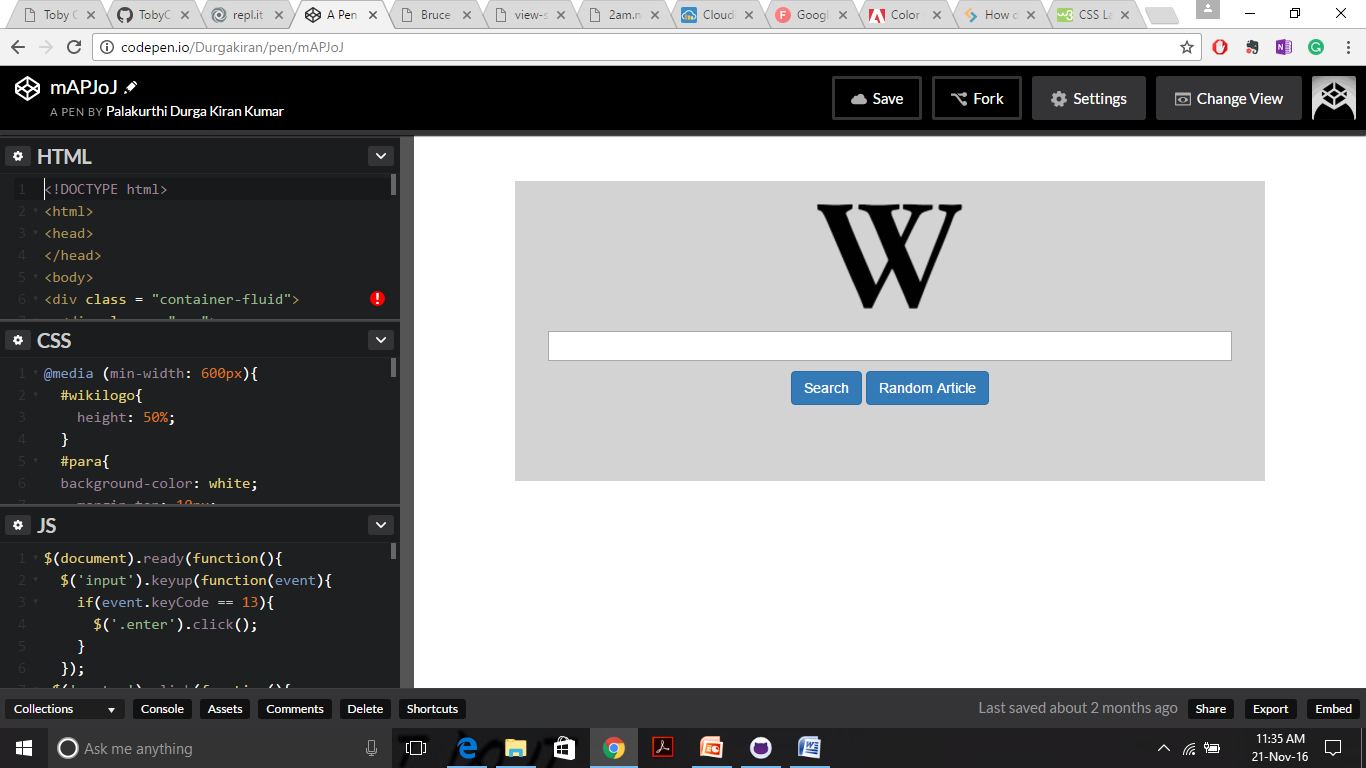 Toby C
TobyC
repl.it
A Pen
Bruce
view-s
2am.n
Cloudi
Googl
Color
How c
CSS La
codepen.io/Durgakiran/pen/mAPJoJ
mAPJoJ
A PEN BY Palakurthi Durga Kiran Kumar
Save
Fork
Settings
Change View
HTML
1 <!DOCTYPE html>
2 <html>
3 <head>
4 </head>
5 <body>
6 <div class = "container-fluid">
CSS
1 @media (min-width: 600px){
2 #wikilogo{
3 height: 50%;
4 }
5 #para{
6 background-color: white;
JS
1 $(document).ready(function(){
2 $('input').keyup(function(event){
3 if(event.keyCode == 13){
4 $('.enter').click();
5 }
6 });
W
Search
Random Article
Collections
Console
Assets
Comments
Delete
Shortcuts
Last saved about 2 months ago
Share
Export
Embed
Ask me anything
11:35 AM
21-Nov-16